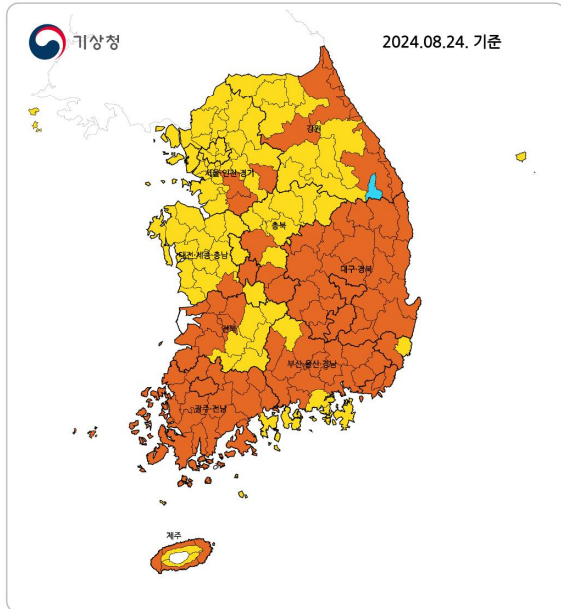 기상청
2024.08.24. 기준
강원
서울·인천·경기
충북
대전·세종·충남
대구·경북
전북
부산·울산·경남
광주·전남
제주